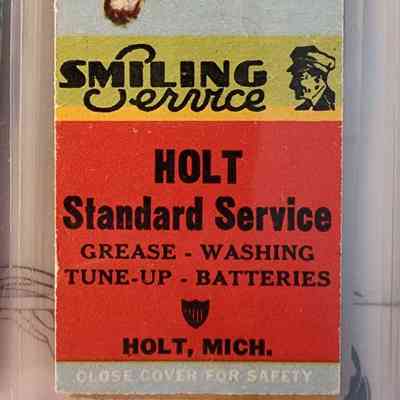 SMILING
Service
HOLT
Standard Service
GREASE - WASHING
TUNE-UP - BATTERIES
HOLT, MICH.
CLOSE COVER FOR SAFETY